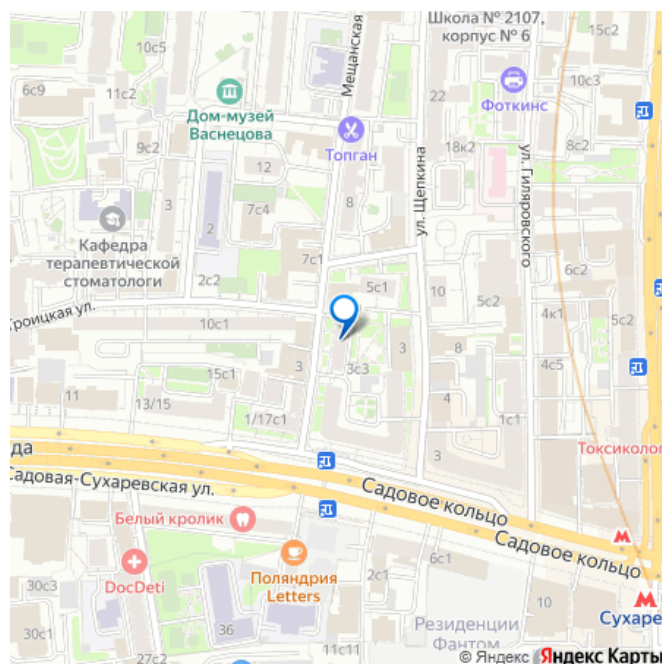 Школа № 2107,
корпус № 6
10с5
Мещанская
15с2
6с9
11с2
22
Фоткинс
10с3
Дом-музей
Васнецова
9с2
Топган
18к2
8с2
12
ул. Щепкина
ул. Гиляровского
3
2
7с4
8
Кафедра
терапевтической
стоматологи
7с1
6с2
2с2
5с1
10
5с2
Троицкая ул.
10с1
4к1
5с2
3
8
3
3с3
4с5
15с1
11
13/15
4
1/17с1
1с1
3
Токсиколог
да
Садовая-Сухаревская ул.
Садовое кольцо
Белый кролик
Садовое кольцо
DocDeti
Поляндрия
Letters
6с1
2с1
30с3
10
Сухаре
36
Резиденции
Фантом
30с1
11с11
27с2
© Яндекс
Яндекс Карты